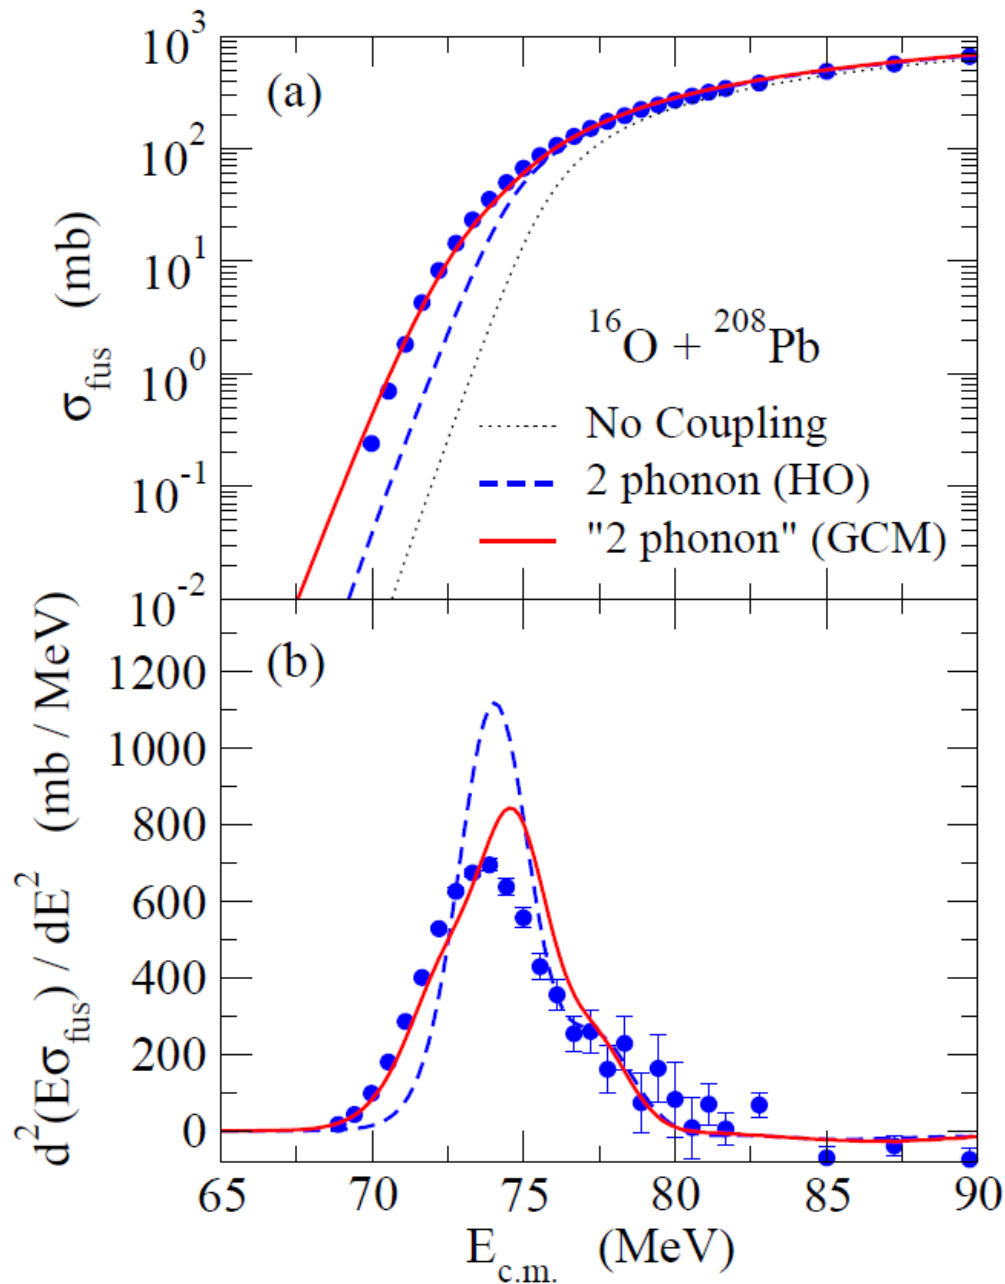 10^3
(a)
10^2
10^1
10^0
10^-1
10^-2
σ_fus (mb)
^16O + ^208Pb
No Coupling
2 phonon (HO)
"2 phonon" (GCM)
(b)
1200
1000
800
600
400
200
0
d^2(Eσ_fus) / dE^2 (mb / MeV)
65 70 75 80 85 90
E_c.m. (MeV)